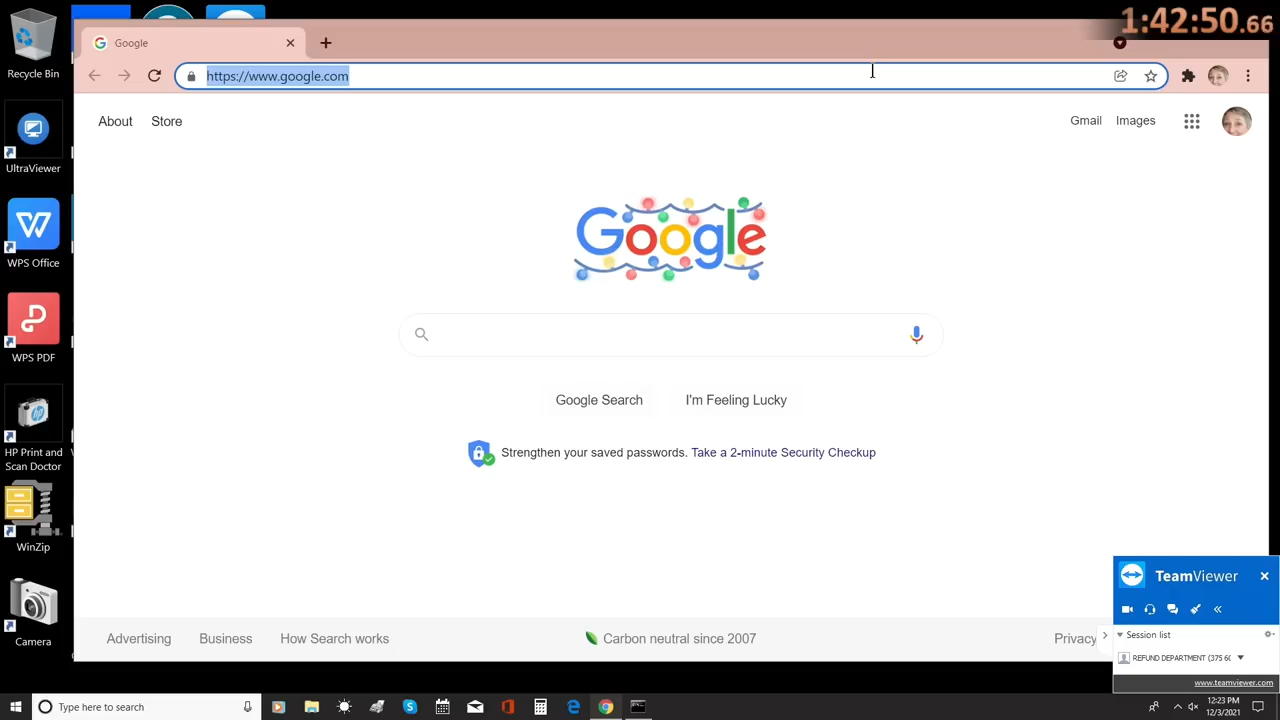 1:42:50.66
Recycle Bin
UltraViewer
WPS Office
WPS PDF
HP Print and
Scan Doctor
WinZip
Camera
Google
https://www.google.com
About
Store
Gmail
Images
Google
Google Search
I'm Feeling Lucky
Strengthen your saved passwords. Take a 2-minute Security Checkup
Advertising
Business
How Search works
Carbon neutral since 2007
Privacy
TeamViewer
Session list
REFUND DEPARTMENT (375 60
www.teamviewer.com
Type here to search
12:23 PM
12/3/2021